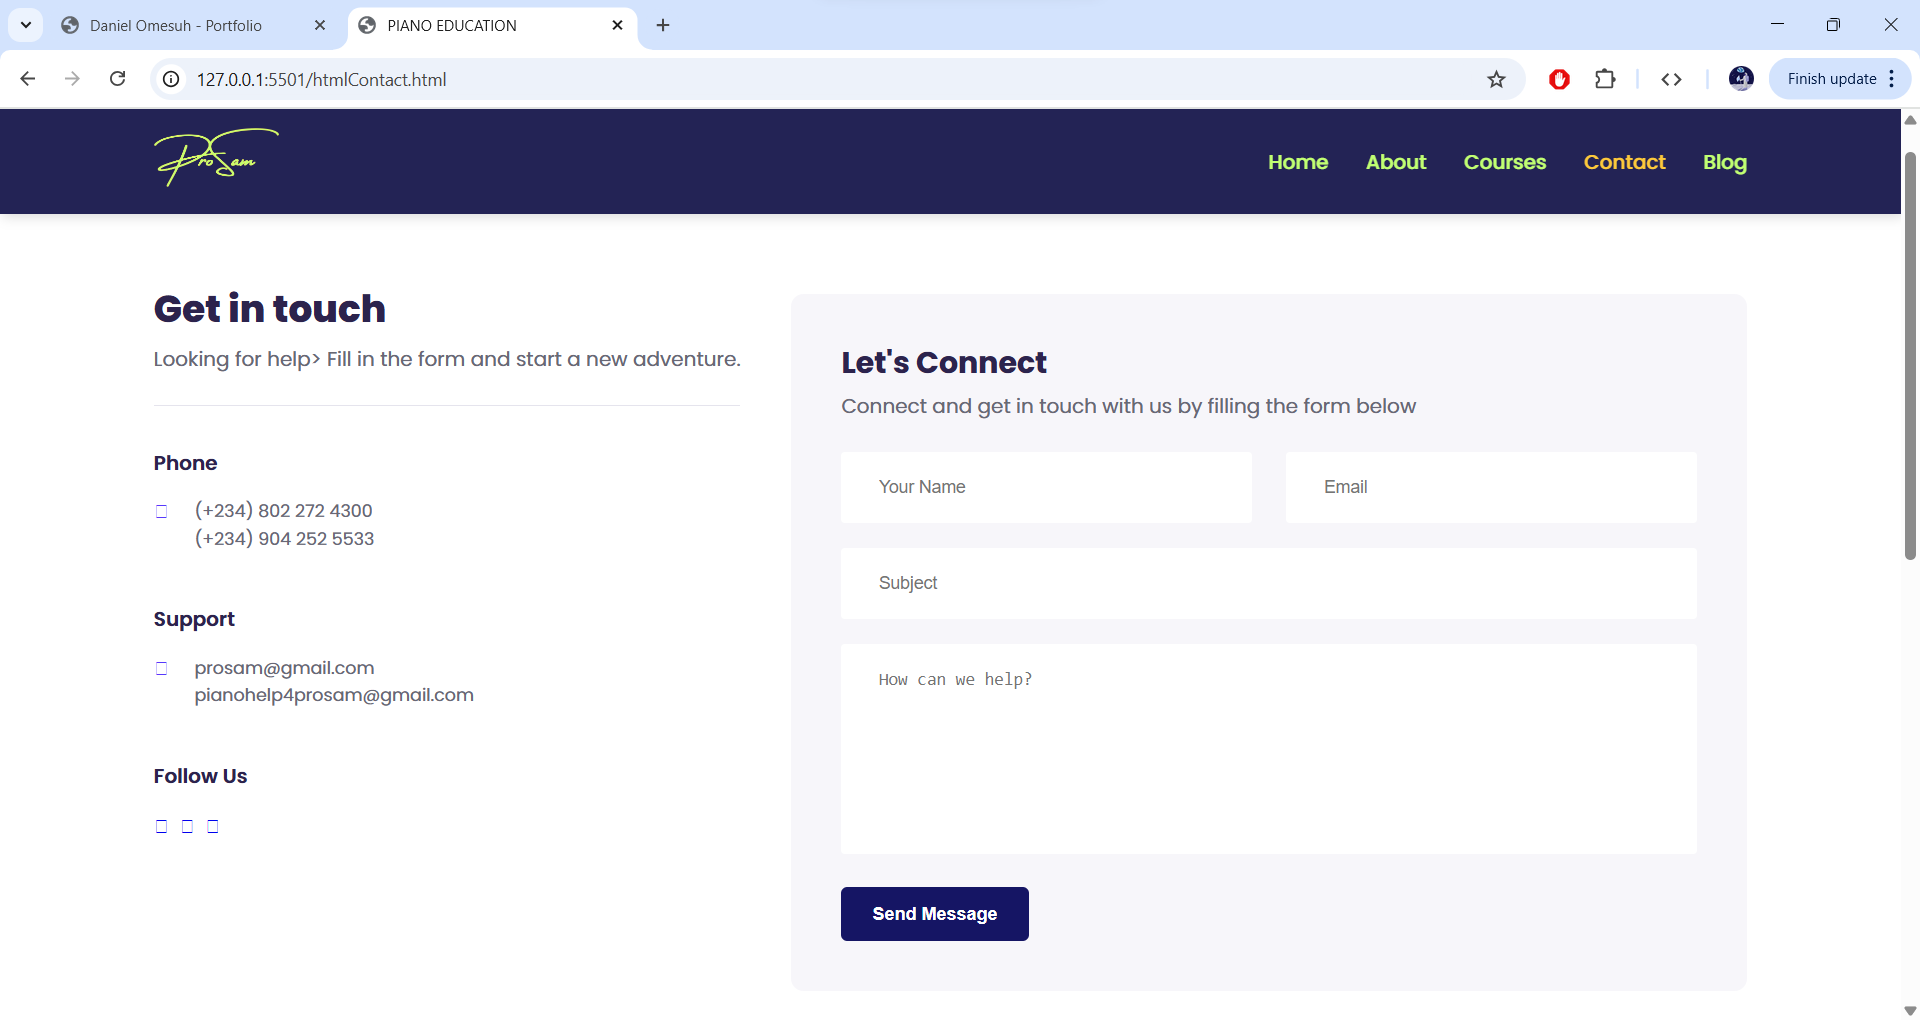 Daniel Omesuh - Portfolio
PIANO EDUCATION
127.0.0.1:5501/htmlContact.html
Finish update
ProSam
Home About Courses Contact Blog
Get in touch
Looking for help> Fill in the form and start a new adventure.
Phone
(+234) 802 272 4300
(+234) 904 252 5533
Support
prosam@gmail.com
pianohelp4prosam@gmail.com
Follow Us
Let's Connect
Connect and get in touch with us by filling the form below
Your Name
Email
Subject
How can we help?
Send Message